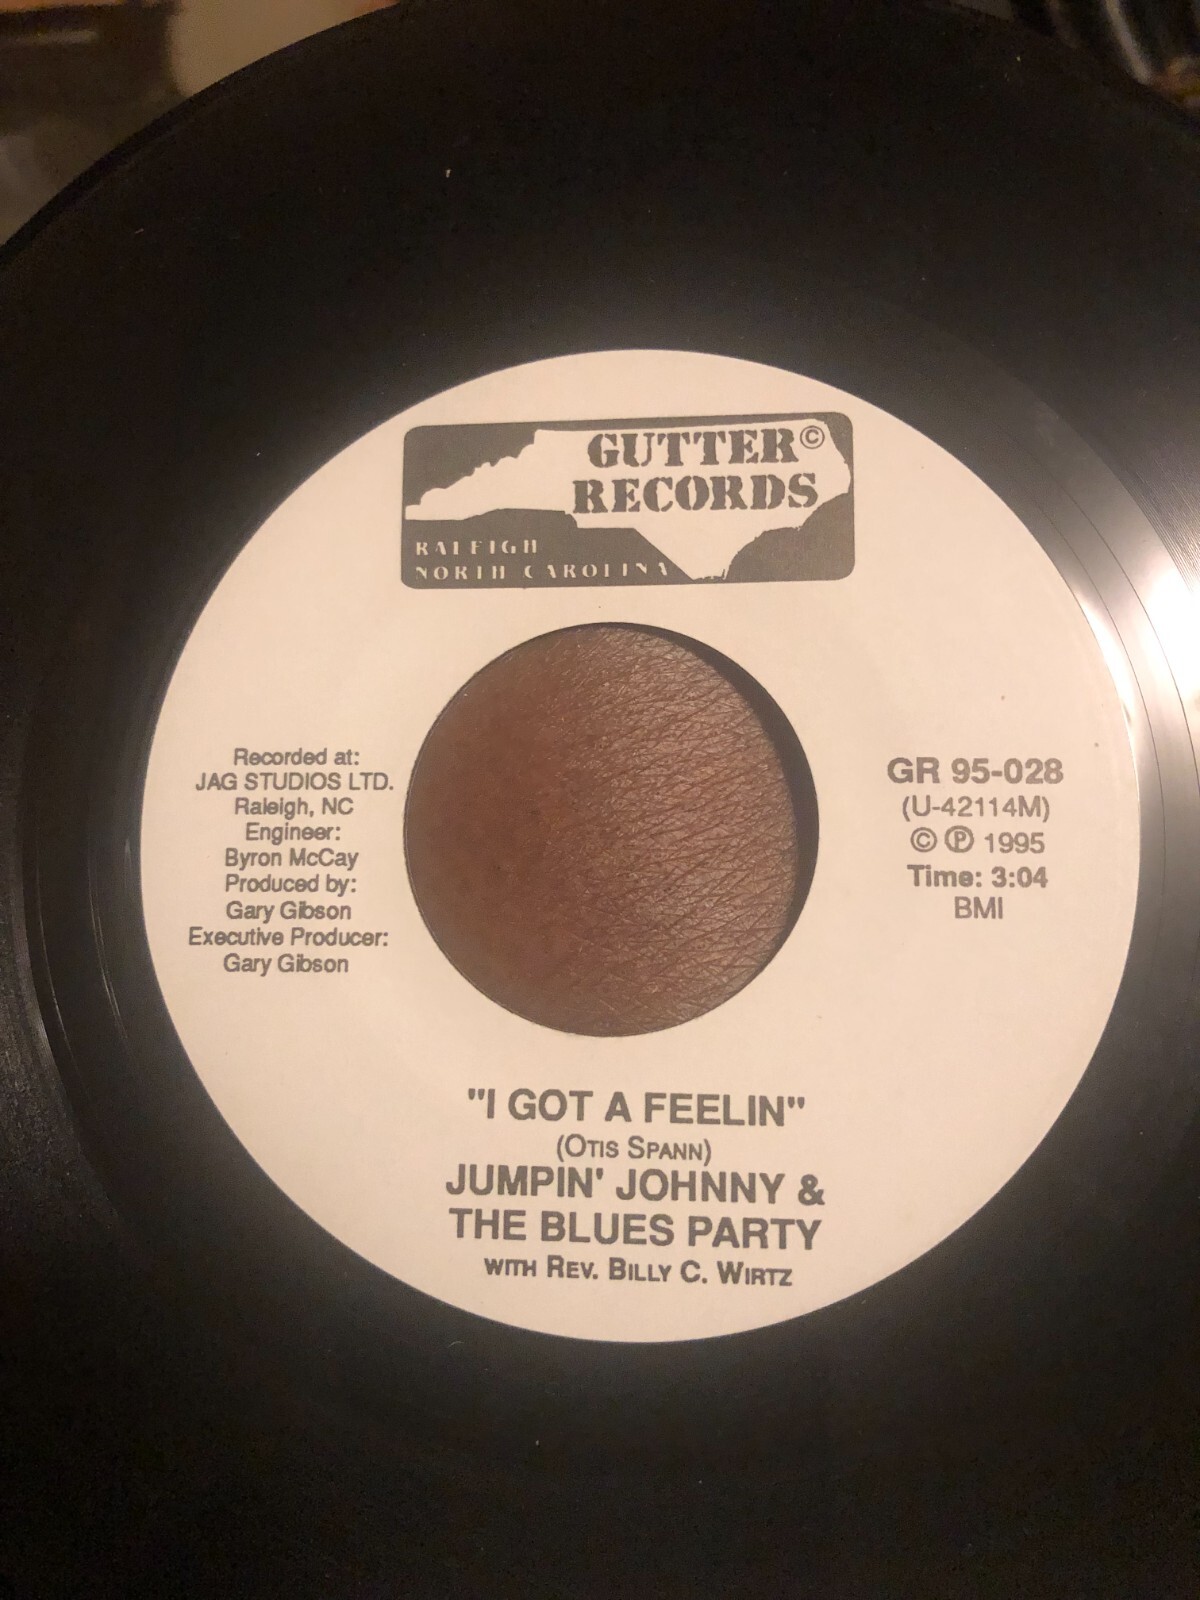 GUTTER©
RECORDS
RALEIGH
NORTH CAROLINA
Recorded at:
JAG STUDIOS LTD.
Raleigh, NC
Engineer:
Byron McCay
Produced by:
Gary Gibson
Executive Producer:
Gary Gibson
GR 95-028
(U-42114M)
© ℗ 1995
Time: 3:04
BMI
"I GOT A FEELIN"
(OTIS SPANN)
JUMPIN' JOHNNY &
THE BLUES PARTY
WITH REV. BILLY C. WIRTZ